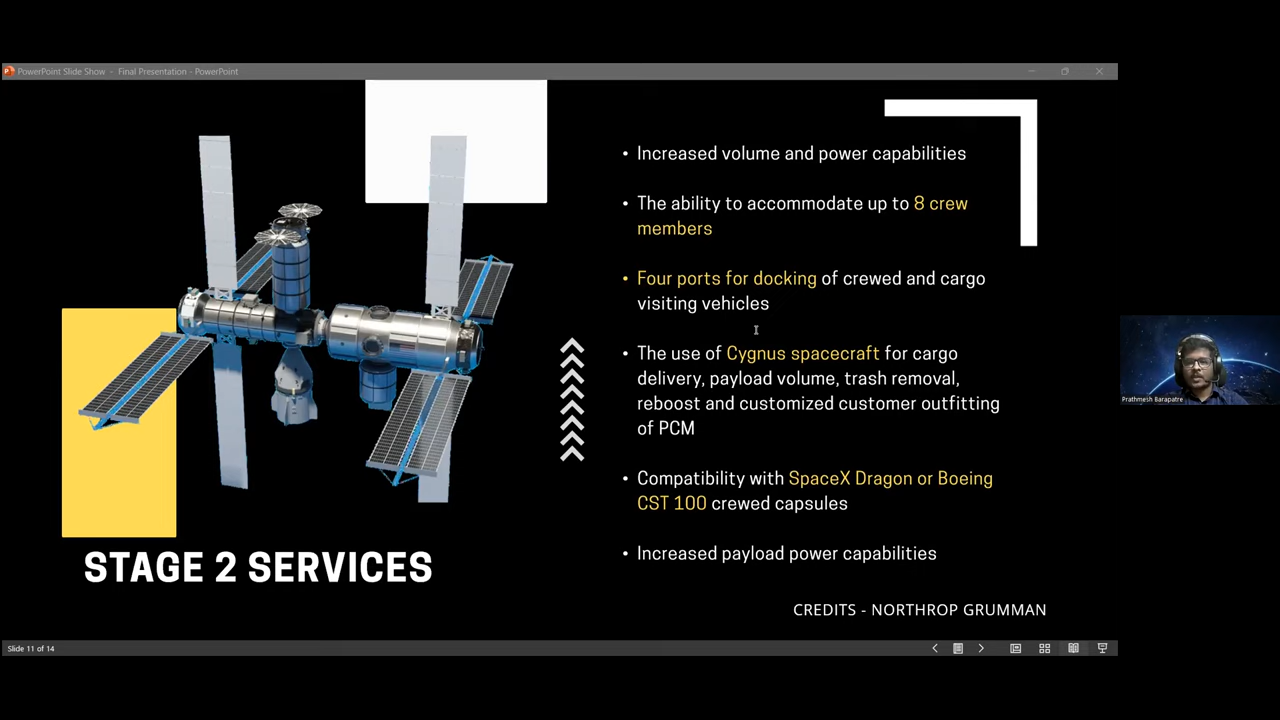 PowerPoint Slide Show - Final Presentation - PowerPoint
• Increased volume and power capabilities
• The ability to accommodate up to 8 crew
members
• Four ports for docking of crewed and cargo
visiting vehicles
• The use of Cygnus spacecraft for cargo
delivery, payload volume, trash removal,
reboost and customized customer outfitting
of PCM
• Compatibility with SpaceX Dragon or Boeing
CST 100 crewed capsules
• Increased payload power capabilities
STAGE 2 SERVICES
CREDITS - NORTHROP GRUMMAN
Prathmesh Barapatre
Slide 11 of 14